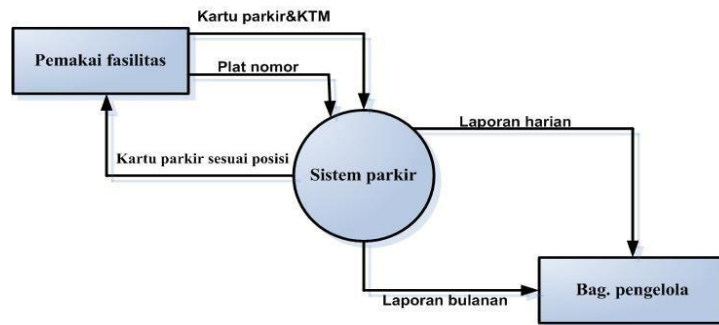 Kartu parkir&KTM
Pemakai fasilitas
Plat nomor
Laporan harian
Kartu parkir sesuai posisi
Sistem parkir
Bag. pengelola
Laporan bulanan